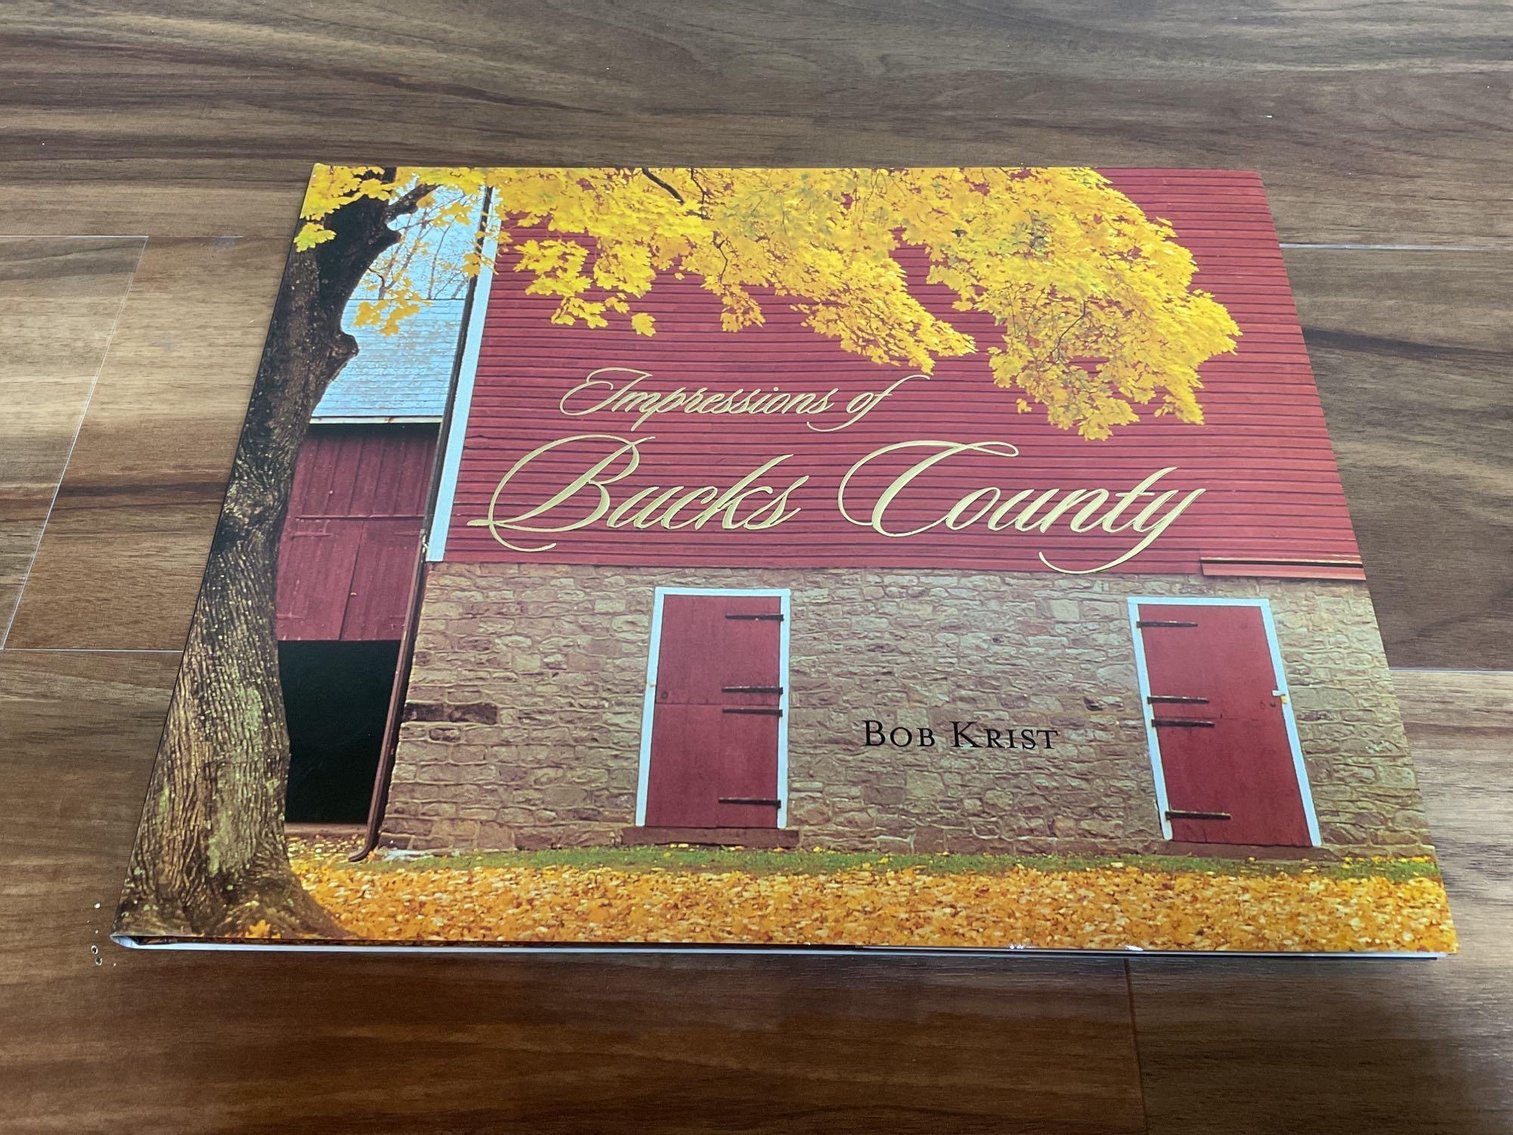 Impressions of
Bucks County
Bob Krist